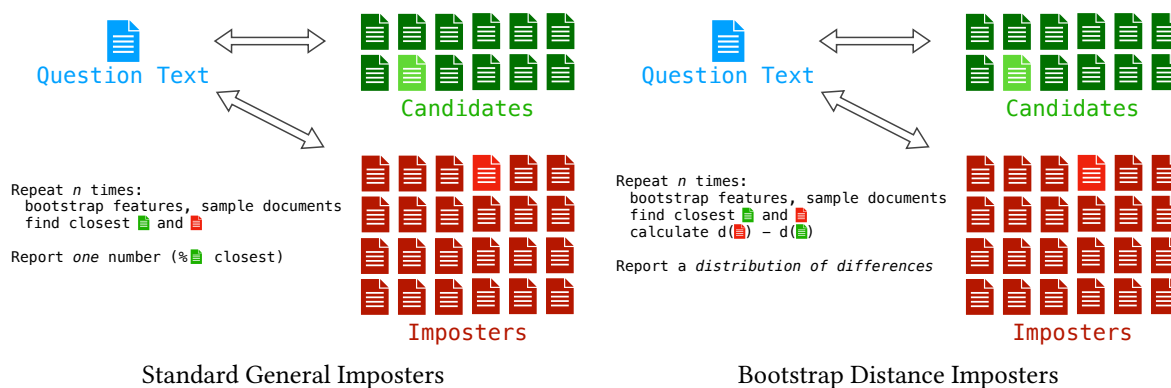 Question Text
Candidates
Repeat n times:
bootstrap features, sample documents
find closest and
Report one number (% closest)
Imposters
Standard General Imposters
Question Text
Candidates
Repeat n times:
bootstrap features, sample documents
find closest and
calculate d( ) − d( )
Report a distribution of differences
Imposters
Bootstrap Distance Imposters